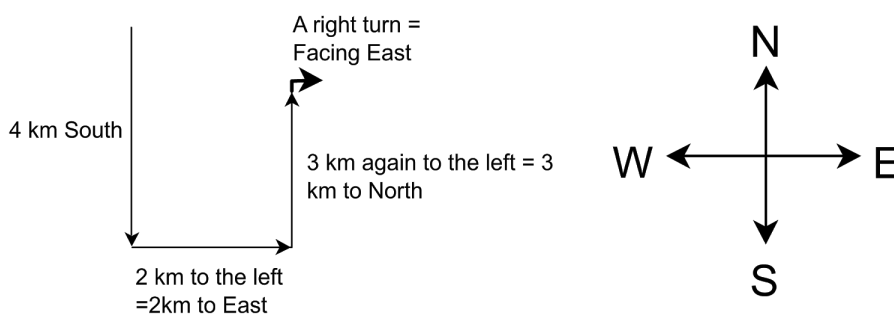 A right turn =
Facing East
4 km South
3 km again to the left = 3
km to North
2 km to the left
=2km to East
N
W
E
S